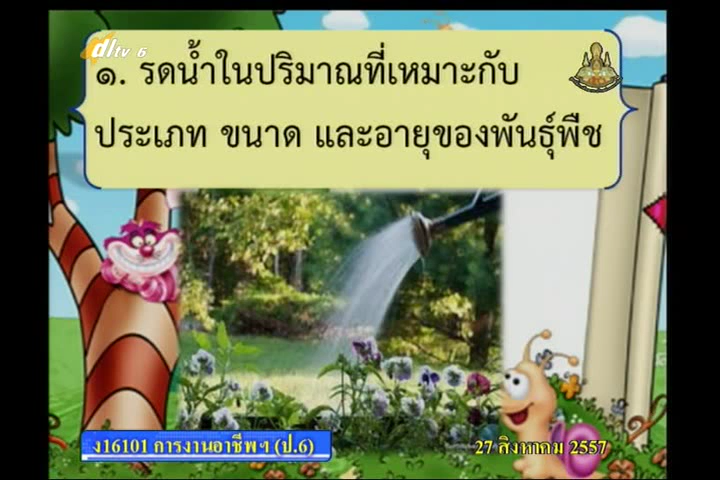 dltv 6
๑. รดน้ำในปริมาณที่เหมาะกับ
ประเภท ขนาด และอายุของพันธุ์พืช
ง16101 การงานอาชีพฯ (ป.6)
27 สิงหาคม 2557